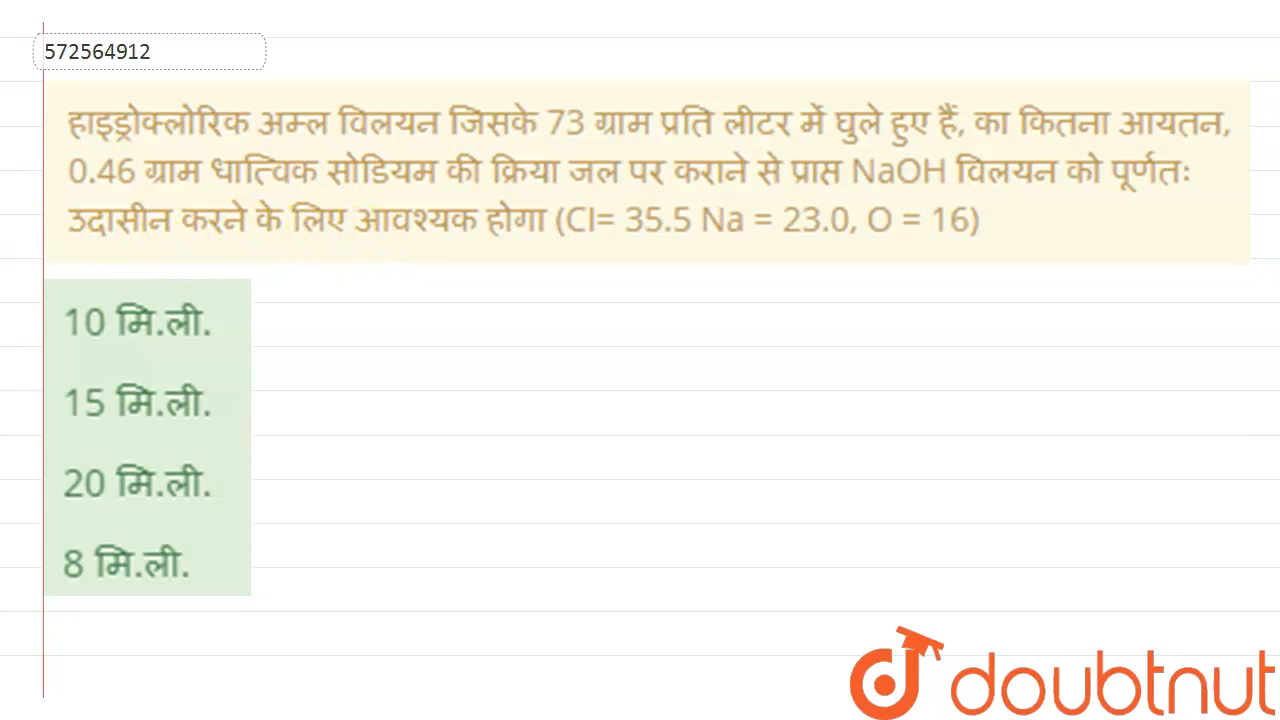 572564912
हाइड्रोक्लोरिक अम्ल विलयन जिसके 73 ग्राम प्रति लीटर में घुले हुए हैं, का कितना आयतन,
0.46 ग्राम धात्विक सोडियम की क्रिया जल पर कराने से प्राप्त NaOH विलयन को पूर्णतः
उदासीन करने के लिए आवश्यक होगा (CI= 35.5 Na = 23.0, O = 16)
10 मि.ली.
15 मि.ली.
20 मि.ली.
8 मि.ली.
doubtnut